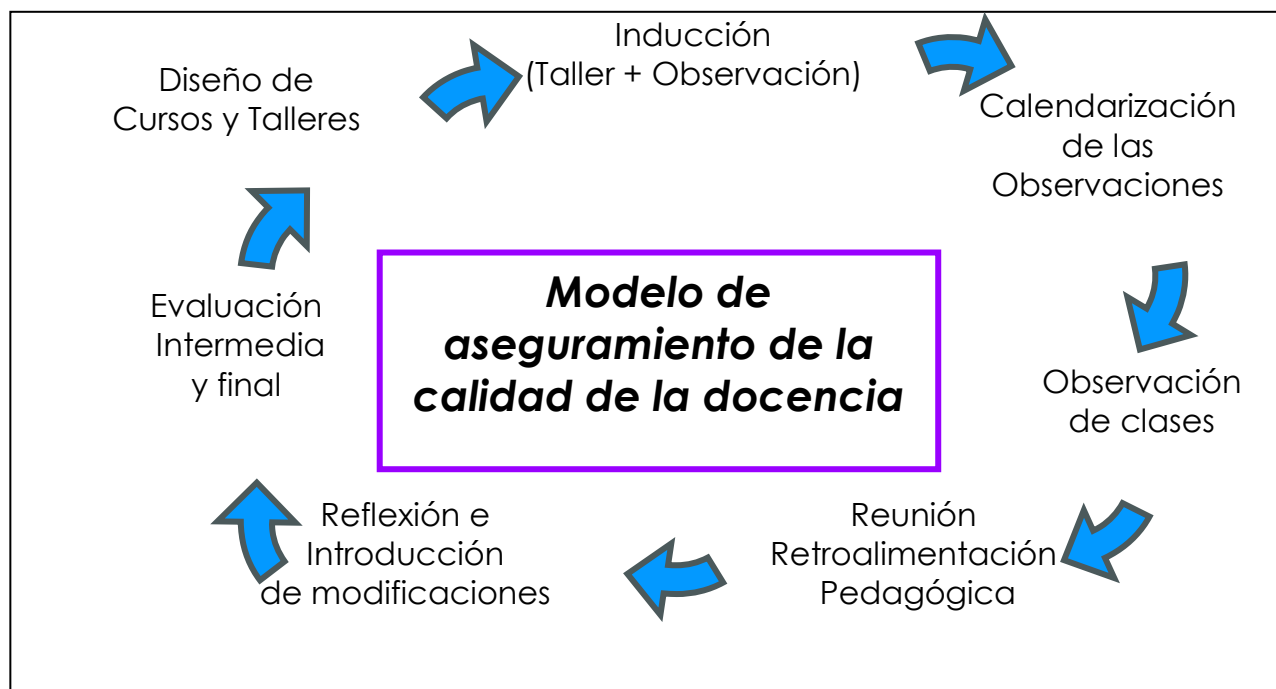 Inducción
(Taller + Observación)
Diseño de
Cursos y Talleres
Calendarización
de las
Observaciones
Modelo de
aseguramiento de la
calidad de la docencia
Evaluación
Intermedia
y final
Observación
de clases
Reflexión e
Introducción
de modificaciones
Reunión
Retroalimentación
Pedagógica